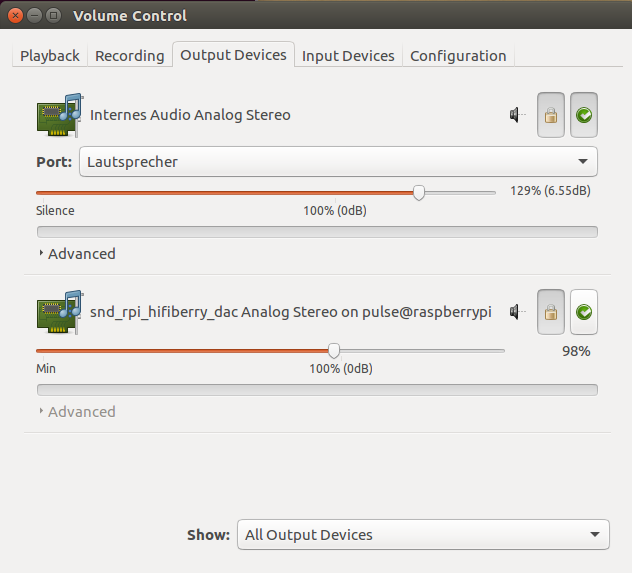 Volume Control
Playback Recording Output Devices Input Devices Configuration
Internes Audio Analog Stereo
Port: Lautsprecher
129% (6.55dB)
Silence 100% (0dB)
Advanced
snd_rpi_hifiberry_dac Analog Stereo on pulse@raspberrypi
98%
Min 100% (0dB)
Advanced
Show: All Output Devices